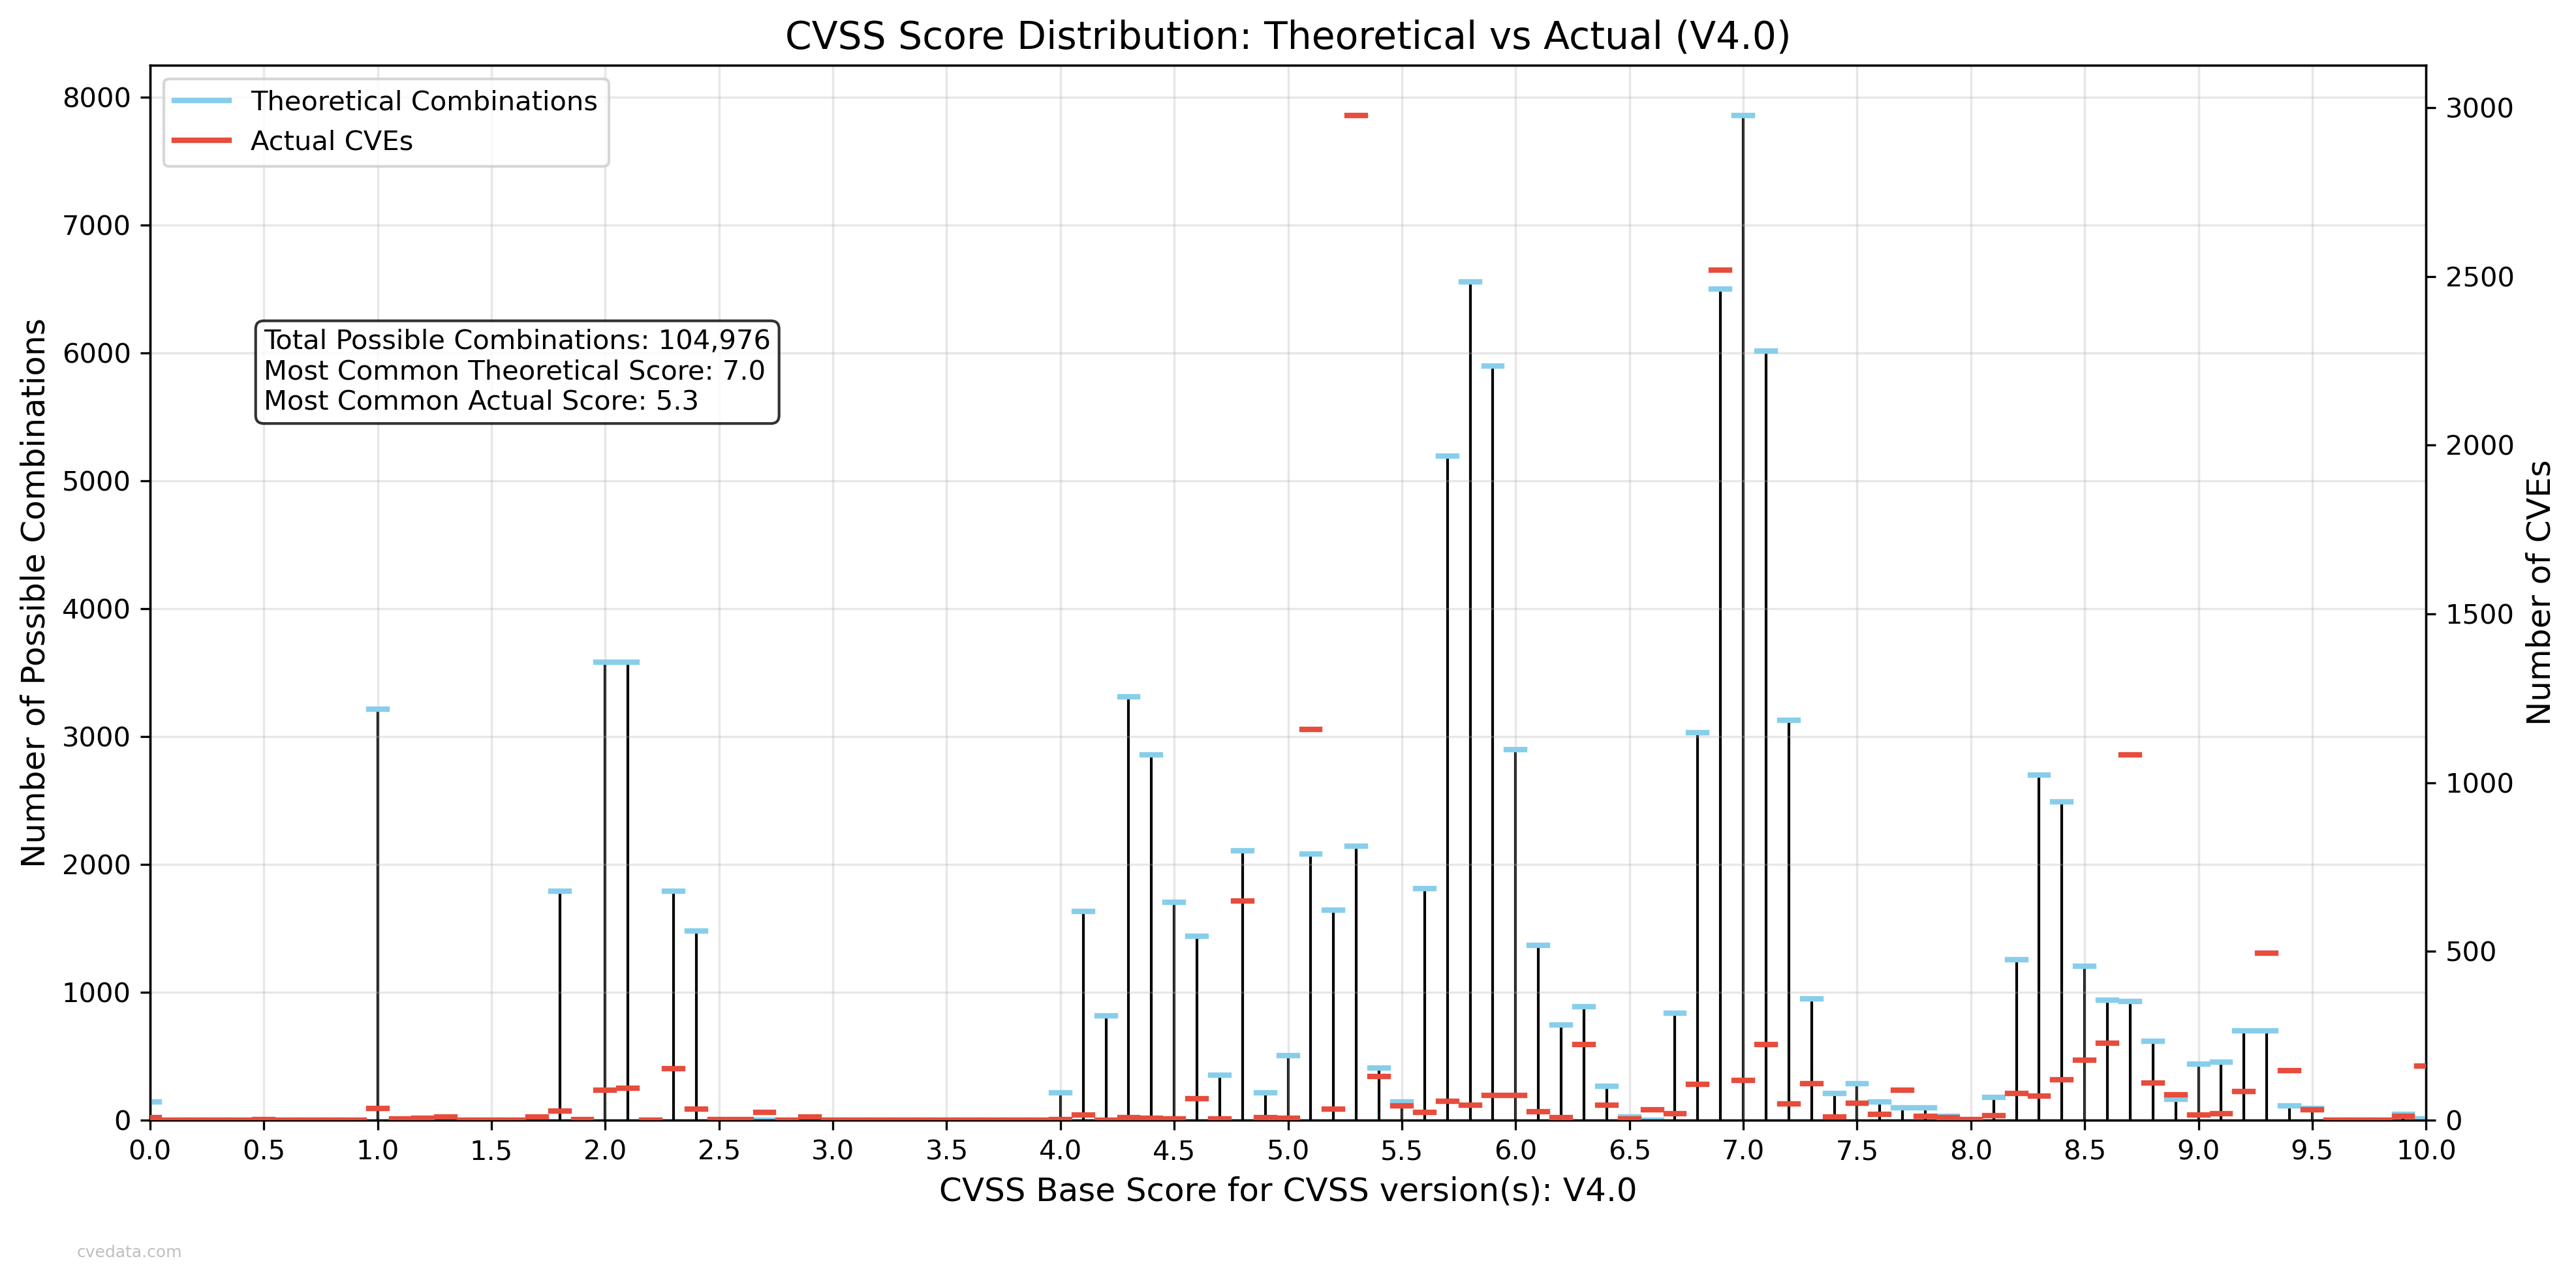 CVSS Score Distribution: Theoretical vs Actual (V4.0)
Theoretical Combinations
Actual CVEs
Total Possible Combinations: 104,976
Most Common Theoretical Score: 7.0
Most Common Actual Score: 5.3
Number of Possible Combinations
8000
7000
6000
5000
4000
3000
2000
1000
0
Number of CVEs
3000
2500
2000
1500
1000
500
0
0.0 0.5 1.0 1.5 2.0 2.5 3.0 3.5 4.0 4.5 5.0 5.5 6.0 6.5 7.0 7.5 8.0 8.5 9.0 9.5 10.0
CVSS Base Score for CVSS version(s): V4.0
cvedata.com